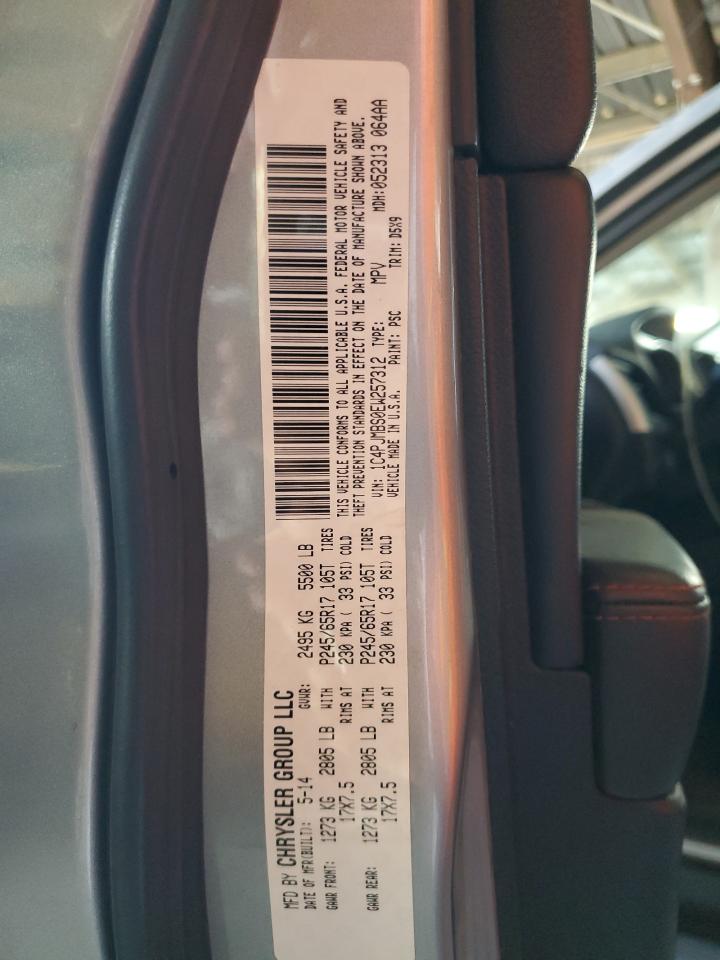 MFD BY CHRYSLER GROUP LLC
DATE OF MFR(BUILT): 5-14 GVWR: 2495 KG 5500 LB
GAWR FRONT: 1273 KG 2805 LB WITH P245/65R17 105T TIRES
17X7.5 RIMS AT 230 KPA ( 33 PSI) COLD
GAWR REAR: 1273 KG 2805 LB WITH P245/65R17 105T TIRES
17X7.5 RIMS AT 230 KPA ( 33 PSI) COLD
THIS VEHICLE CONFORMS TO ALL APPLICABLE U.S.A. FEDERAL MOTOR VEHICLE SAFETY AND
THEFT PREVENTION STANDARDS IN EFFECT ON THE DATE OF MANUFACTURE SHOWN ABOVE.
VIN: 1C4PJMBS0EW257312 TYPE: MPV MDH:052313 064AA
VEHICLE MADE IN U.S.A. PAINT: PSC TRIM: D5X9